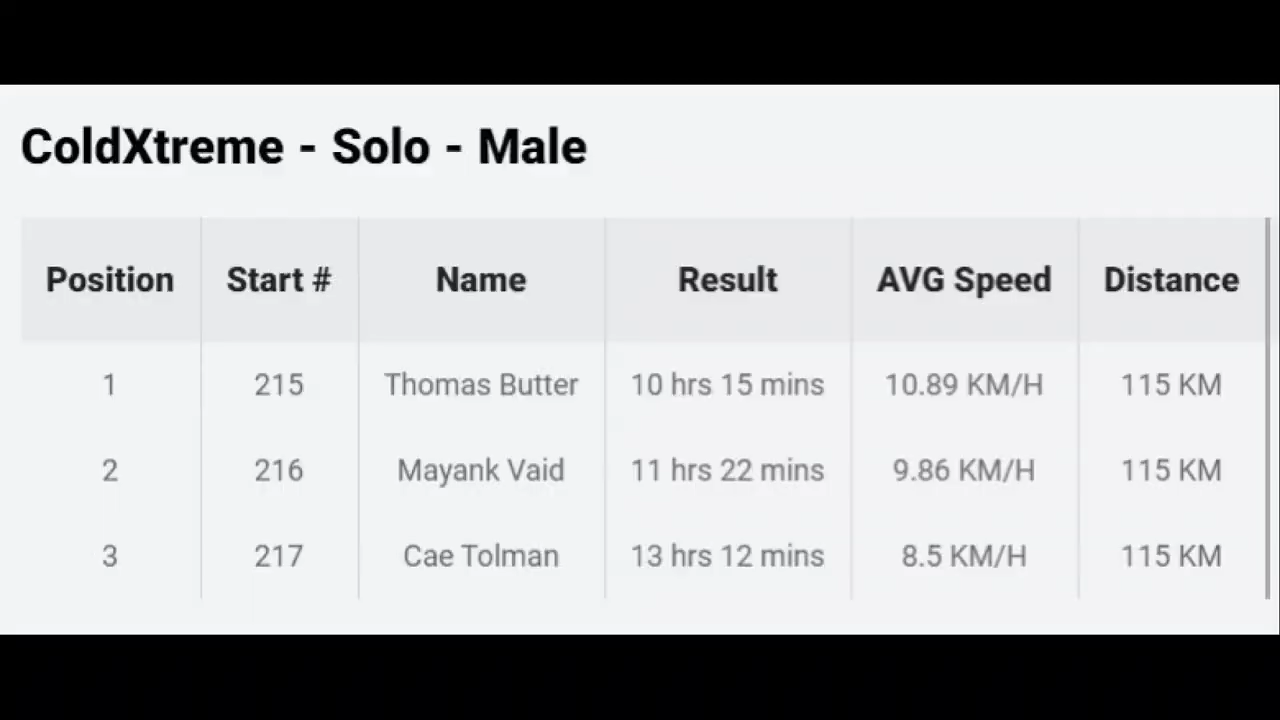 ColdXtreme - Solo - Male
Position Start # Name Result AVG Speed Distance
1 215 Thomas Butter 10 hrs 15 mins 10.89 KM/H 115 KM
2 216 Mayank Vaid 11 hrs 22 mins 9.86 KM/H 115 KM
3 217 Cae Tolman 13 hrs 12 mins 8.5 KM/H 115 KM